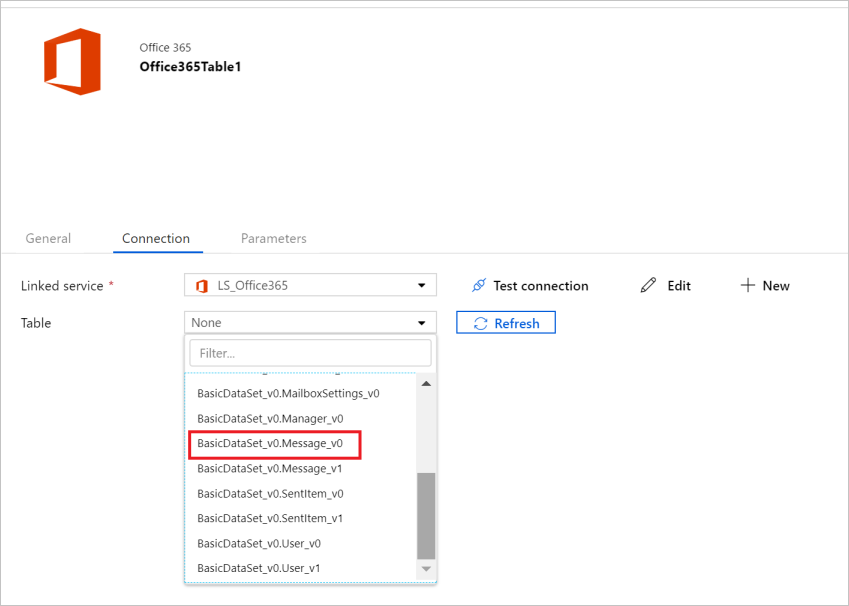 Office 365
Office365Table1
General Connection Parameters
Linked service * LS_Office365 Test connection Edit New
Table None Refresh
Filter...
BasicDataSet_v0.MailboxSettings_v0
BasicDataSet_v0.Manager_v0
BasicDataSet_v0.Message_v0
BasicDataSet_v0.Message_v1
BasicDataSet_v0.SentItem_v0
BasicDataSet_v0.SentItem_v1
BasicDataSet_v0.User_v0
BasicDataSet_v0.User_v1